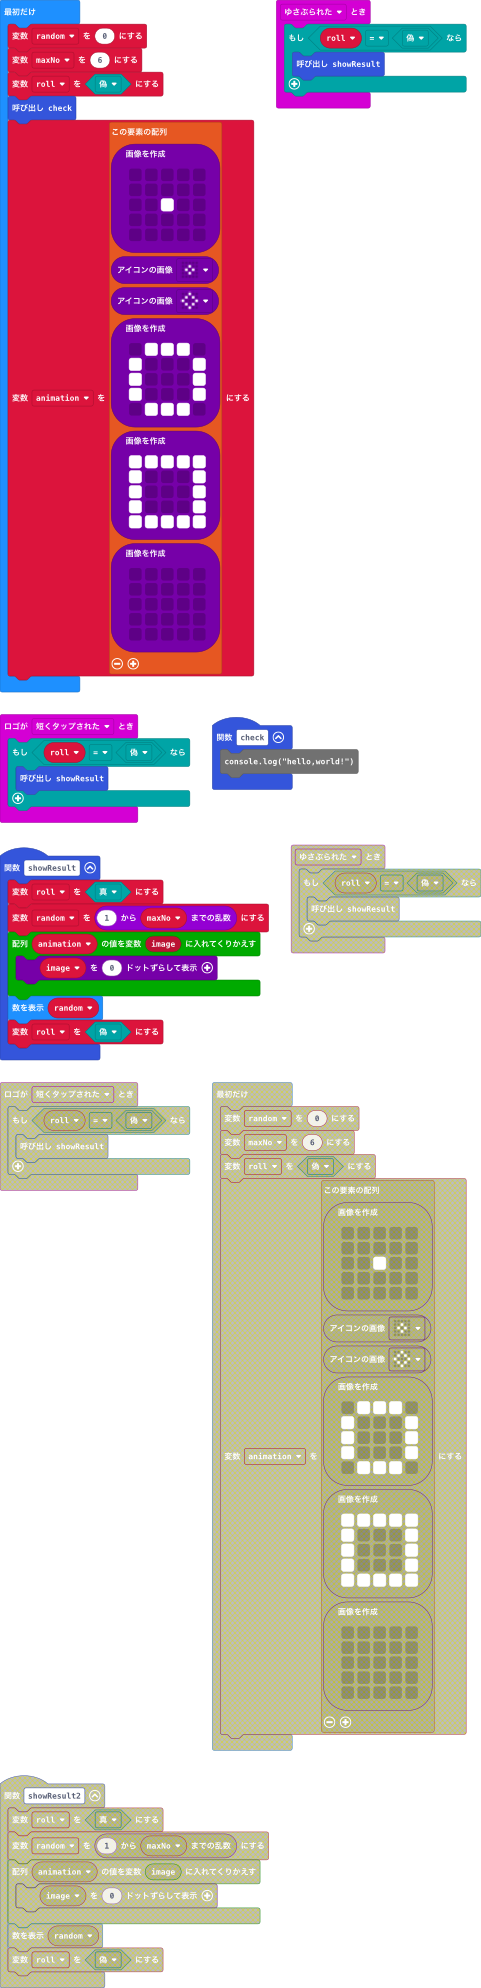 最初だけ
変数 random を 0 にする
変数 maxNo を 6 にする
変数 roll を 偽 にする
呼び出し check
変数 animation を
この要素の配列
画像を作成
アイコンの画像
アイコンの画像
画像を作成
画像を作成
画像を作成
にする
ゆさぶられた とき
もし roll = 偽 なら
呼び出し showResult
ロゴが 短くタップされた とき
もし roll = 偽 なら
呼び出し showResult
関数 check
console.log("hello,world!")
関数 showResult
変数 roll を 真 にする
変数 random を 1 から maxNo までの乱数 にする
配列 animation の値を変数 image に入れてくりかえす
image を 0 ドットずらして表示
数を表示 random
変数 roll を 偽 にする
ゆさぶられた とき
もし roll = 偽 なら
呼び出し showResult
ロゴが 短くタップされた とき
もし roll = 偽 なら
呼び出し showResult
最初だけ
変数 random を 0 にする
変数 maxNo を 6 にする
変数 roll を 偽 にする
変数 animation を
この要素の配列
画像を作成
アイコンの画像
アイコンの画像
画像を作成
画像を作成
画像を作成
にする
関数 showResult2
変数 roll を 真 にする
変数 random を 1 から maxNo までの乱数 にする
配列 animation の値を変数 image に入れてくりかえす
image を 0 ドットずらして表示
数を表示 random
変数 roll を 偽 にする